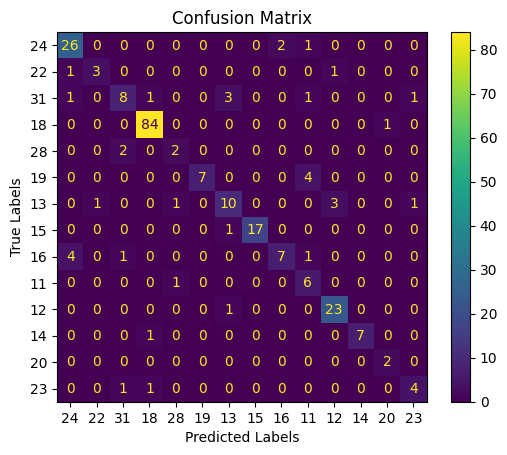 Confusion Matrix
24 26 0 0 0 0 0 0 0 2 1 0 0 0 0
22 1 3 0 0 0 0 0 0 0 0 1 0 0 0
31 1 0 8 1 0 0 3 0 0 1 0 0 0 1
18 0 0 0 84 0 0 0 0 0 0 0 0 1 0
28 0 0 2 0 2 0 0 0 0 0 0 0 0 0
19 0 0 0 0 0 7 0 0 0 4 0 0 0 0
13 0 1 0 0 1 0 10 0 0 0 3 0 0 1
15 0 0 0 0 0 0 1 17 0 0 0 0 0 0
16 4 0 1 0 0 0 0 0 7 1 0 0 0 0
11 0 0 0 0 1 0 0 0 0 6 0 0 0 0
12 0 0 0 0 0 0 1 0 0 0 23 0 0 0
14 0 0 0 1 0 0 0 0 0 0 0 7 0 0
20 0 0 0 0 0 0 0 0 0 0 0 0 2 0
23 0 0 1 1 0 0 0 0 0 0 0 0 0 4
24 22 31 18 28 19 13 15 16 11 12 14 20 23
Predicted Labels
True Labels
80
70
60
50
40
30
20
10
0